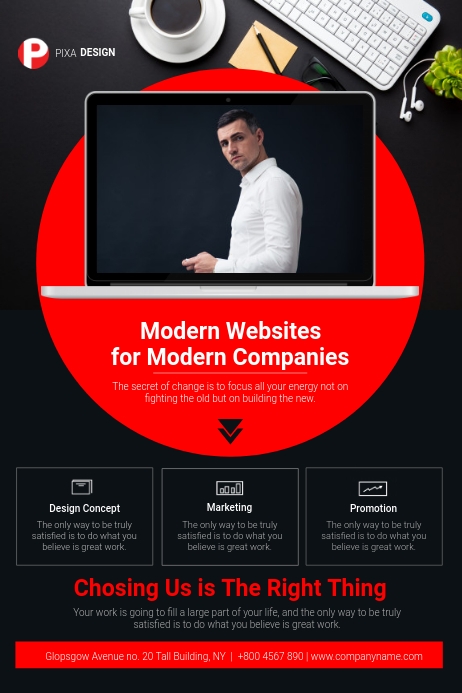 P PIXA DESIGN
Modern Websites
for Modern Companies
The secret of change is to focus all your energy not on
fighting the old but on building the new.
Design Concept
The only way to be truly
satisfied is to do what you
believe is great work.
Marketing
The only way to be truly
satisfied is to do what you
believe is great work.
Promotion
The only way to be truly
satisfied is to do what you
believe is great work.
Chosing Us is The Right Thing
Your work is going to fill a large part of your life, and the only way to be truly
satisfied is to do what you believe is great work.
Glopsgow Avenue no. 20 Tall Building, NY | +800 4567 890 | www.companyname.com